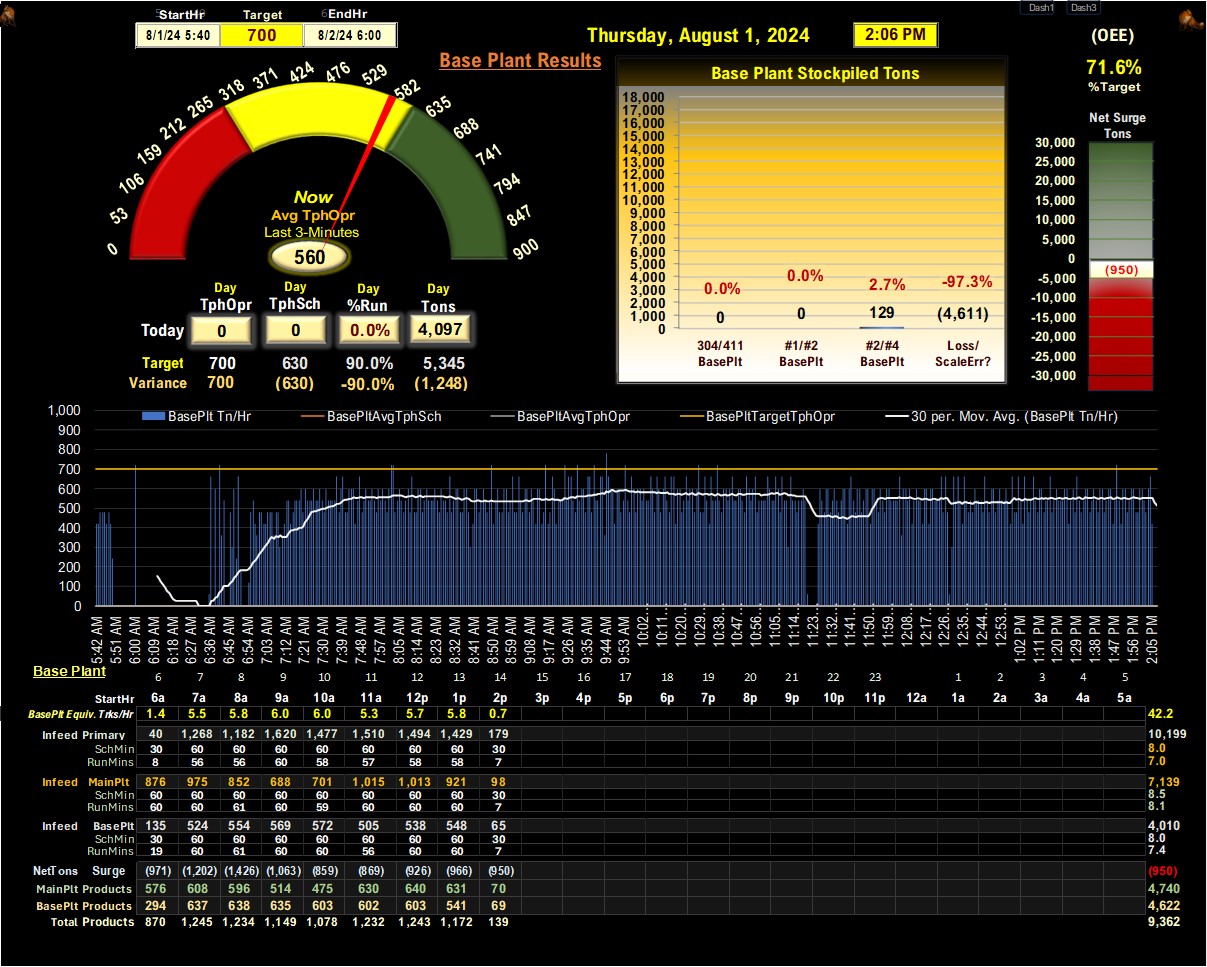 Dash1 Dash3
StartHr Target EndHr
8/1/24 5:40 700 8/2/24 6:00
Thursday, August 1, 2024 2:06 PM
(OEE)
71.6%
%Target
Base Plant Results
Base Plant Stockpiled Tons
Net Surge
Tons
0 53 106 159 212 265 318 371 424 476 529 582 635 688 741 794 847 900
Now
Avg TphOpr
Last 3-Minutes
560
18,000
17,000
16,000
15,000
14,000
13,000
12,000
11,000
10,000
9,000
8,000
7,000
6,000
5,000
4,000
3,000
2,000
1,000
0
0.0% 0.0% 2.7% -97.3%
0 0 129 (4,611)
304/411 #1/#2 #2/#4 Loss/
BasePlt BasePlt BasePlt ScaleErr?
30,000
25,000
20,000
15,000
10,000
5,000
0
(950)
-5,000
-10,000
-15,000
-20,000
-25,000
-30,000
Day Day Day Day
TphOpr TphSch %Run Tons
Today 0 0 0.0% 4,097
Target 700 630 90.0% 5,345
Variance 700 (630) -90.0% (1,248)
BasePlt Tn/Hr BasePltAvgTphSch BasePltAvgTphOpr BasePltTargetTphOpr 30 per. Mov. Avg. (BasePlt Tn/Hr)
1,000
900
800
700
600
500
400
300
200
100
0
5:42 AM 5:51 AM 6:00 AM 6:09 AM 6:18 AM 6:27 AM 6:36 AM 6:45 AM 6:54 AM 7:03 AM 7:12 AM 7:21 AM 7:30 AM 7:39 AM 7:48 AM 7:57 AM 8:05 AM 8:14 AM 8:23 AM 8:32 AM 8:41 AM 8:50 AM 8:59 AM 9:08 AM 9:17 AM 9:26 AM 9:35 AM 9:44 AM 9:53 AM 10:02... 10:11... 10:20... 10:29... 10:38... 10:47... 10:56... 11:05... 11:14... 11:23... 11:32... 11:41... 11:50... 11:59... 12:08... 12:17... 12:26... 12:35... 12:44... 12:53... 1:02 PM 1:11 PM 1:20 PM 1:29 PM 1:38 PM 1:47 PM 1:56 PM 2:05 PM
Base Plant 6 7 8 9 10 11 12 13 14 15 16 17 18 19 20 21 22 23 1 2 3 4 5
StartHr 6a 7a 8a 9a 10a 11a 12p 1p 2p 3p 4p 5p 6p 7p 8p 9p 10p 11p 12a 1a 2a 3a 4a 5a
BasePlt Equiv. Trks/Hr 1.4 5.5 5.8 6.0 6.0 5.3 5.7 5.8 0.7 42.2
Infeed Primary 40 1,268 1,182 1,620 1,477 1,510 1,494 1,429 179 10,199
SchMin 30 60 60 60 60 60 60 60 30 8.0
RunMins 8 56 56 60 58 57 58 58 7 7.0
Infeed MainPlt 876 975 852 688 701 1,015 1,013 921 98 7,139
SchMin 60 60 60 60 60 60 60 60 30 8.5
RunMins 60 60 61 60 59 60 60 60 7 8.1
Infeed BasePlt 135 524 554 569 572 505 538 548 65 4,010
SchMin 30 60 60 60 60 60 60 60 30 8.0
RunMins 19 60 61 60 60 56 60 60 7 7.4
NetTons Surge (971) (1,202) (1,426) (1,063) (859) (869) (926) (966) (950) (950)
MainPlt Products 576 608 596 514 475 630 640 631 70 4,740
BasePlt Products 294 637 638 635 603 602 603 541 69 4,622
Total Products 870 1,245 1,234 1,149 1,078 1,232 1,243 1,172 139 9,362